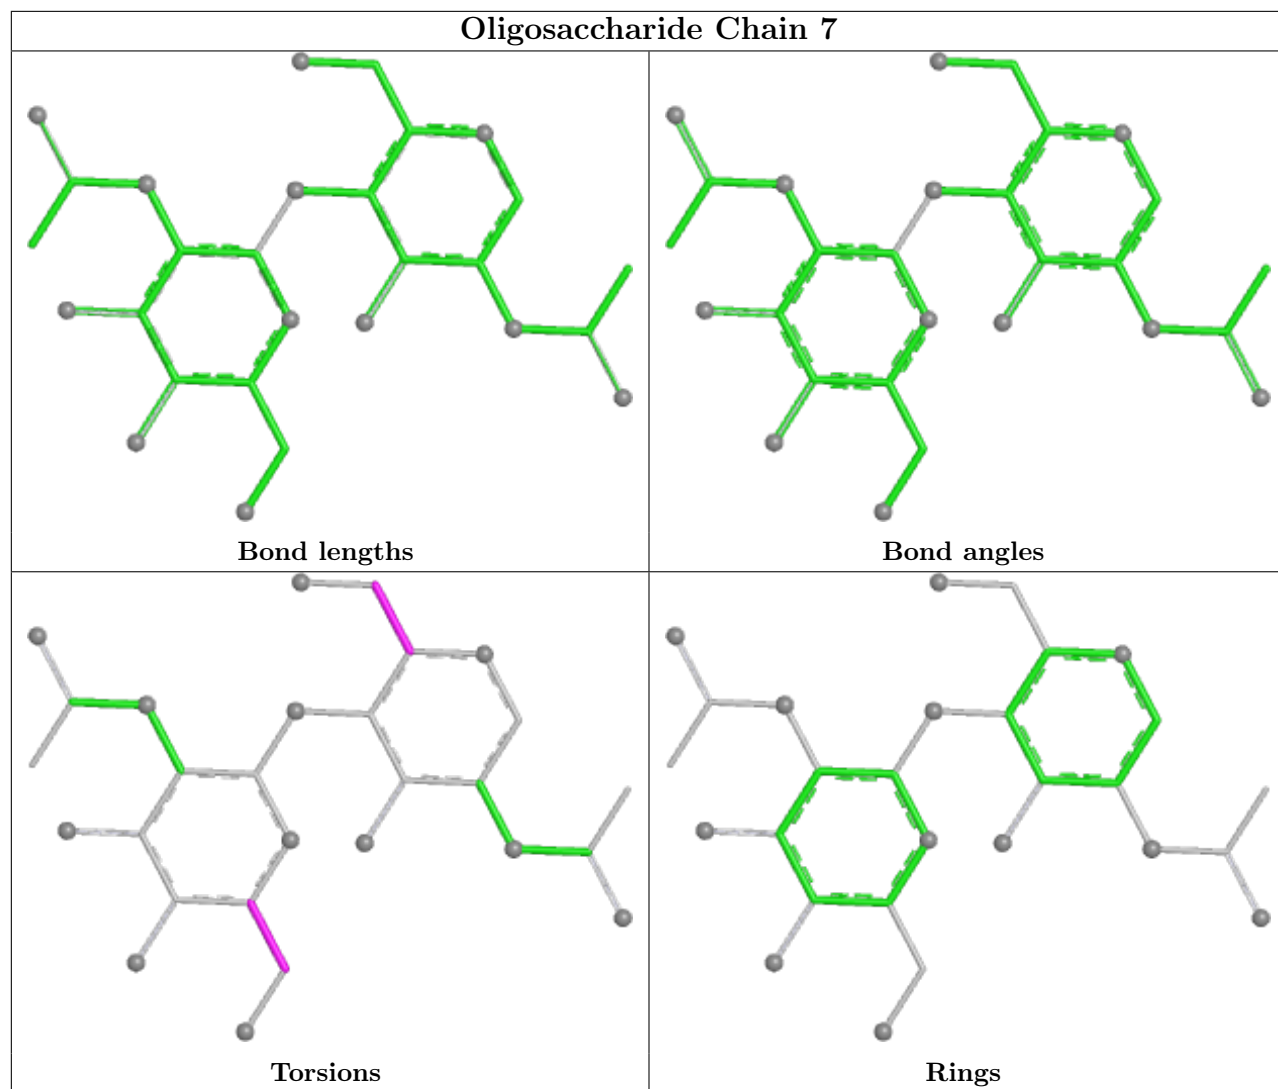 Oligosaccharide Chain 7
Bond lengths
Bond angles
Torsions
Rings